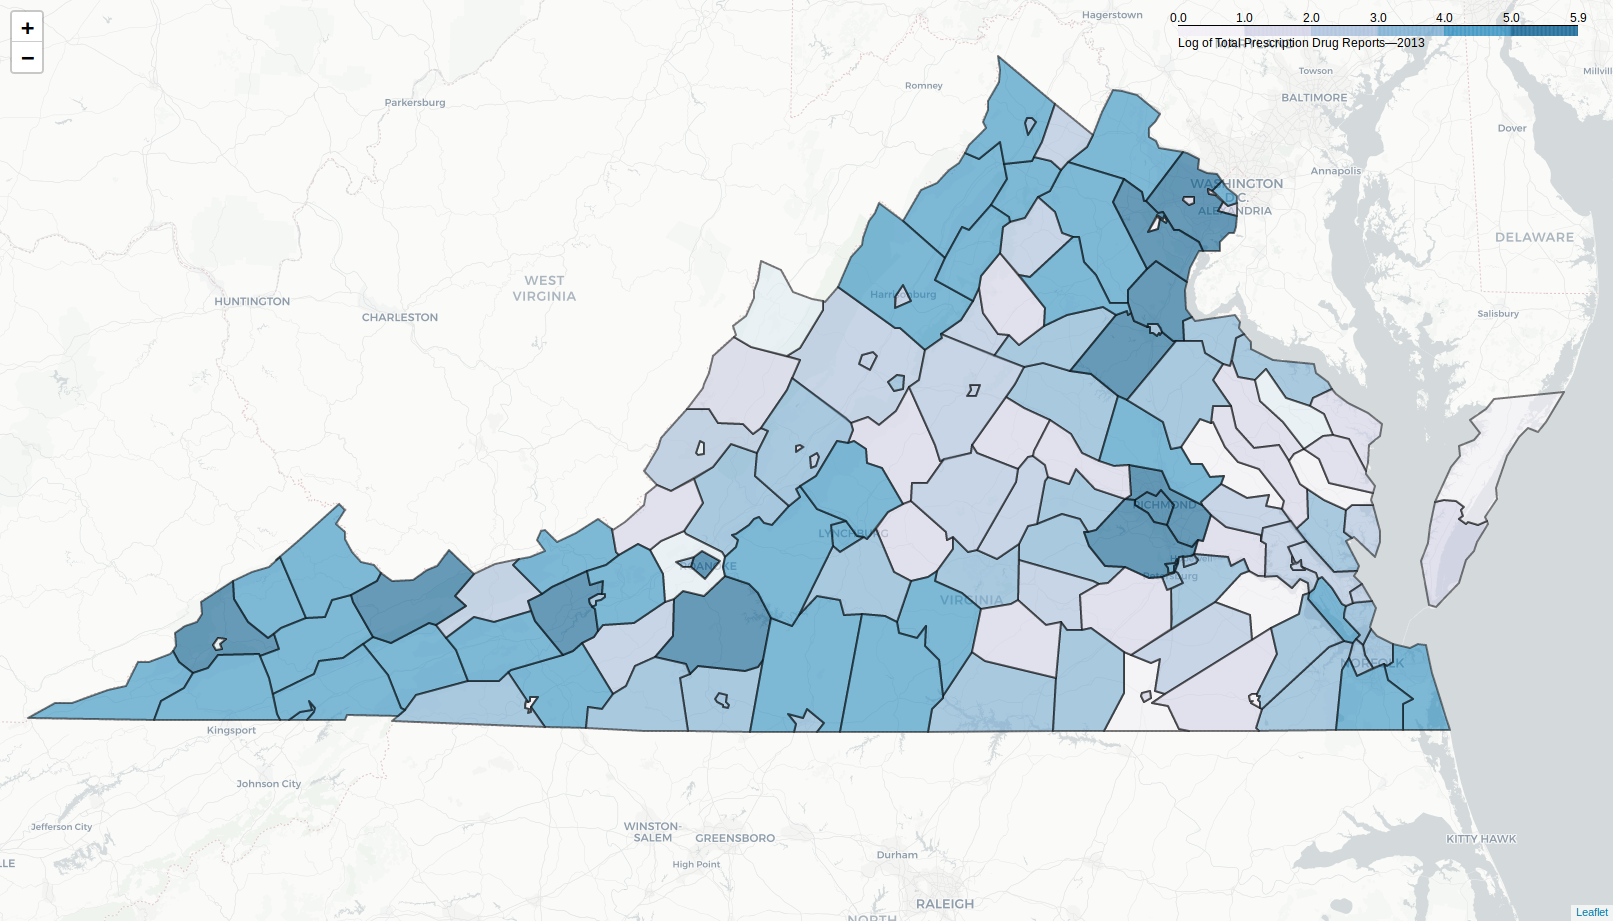 +
−
Hagerstown
0.0 1.0 2.0 3.0 4.0 5.0 5.9
Log of Total Prescription Drug Reports—2013
Towson
Millvill
Romney
Parkersburg
BALTIMORE
Dover
Annapolis
WASHINGTON
D.C.
ALEXANDRIA
DELAWARE
WEST
VIRGINIA
HUNTINGTON
CHARLESTON
Harrisonburg
Salisbury
RICHMOND
LYNCHBURG
ROANOKE
Petersburg
VIRGINIA
NORFOLK
Kingsport
Johnson City
Jefferson City
LLE
WINSTON-
SALEM
GREENSBORO
High Point
Durham
KITTY HAWK
RALEIGH
NORTH
Leaflet